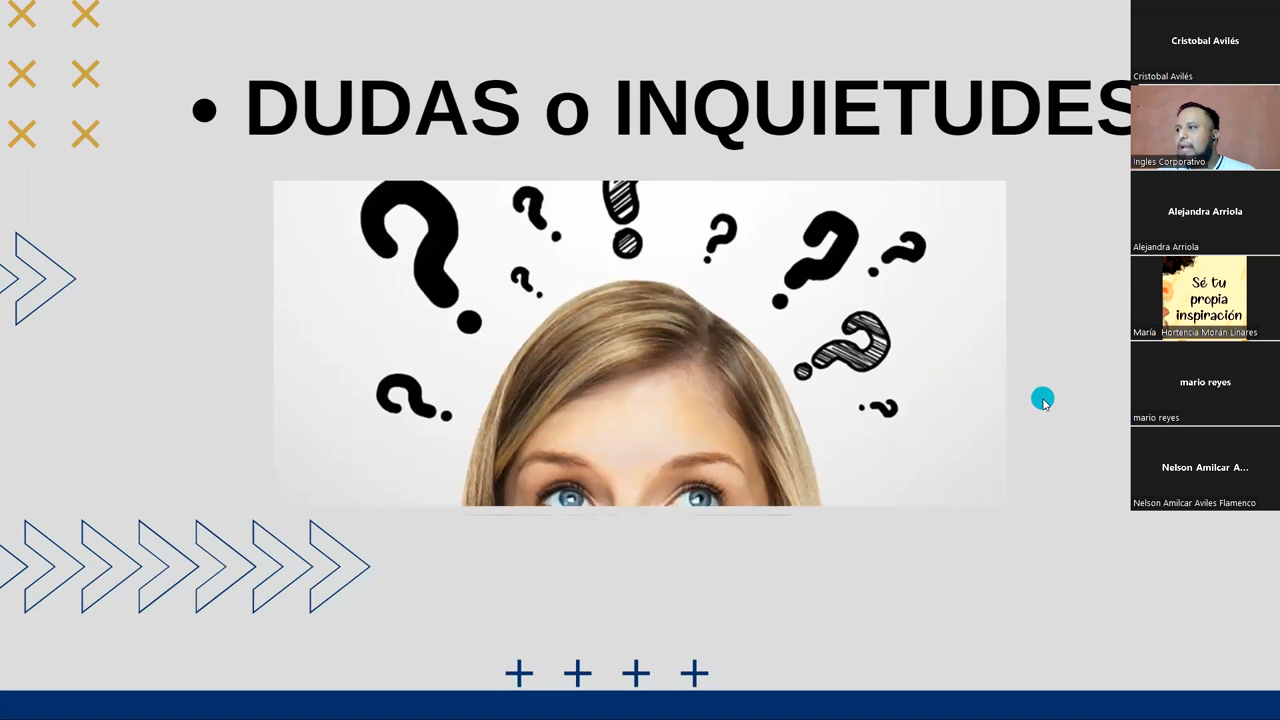 • DUDAS o INQUIETUDES
Cristobal Avilés
Cristobal Avilés
Ingles Corporativo
Alejandra Arriola
Alejandra Arriola
Sé tu
propia
inspiración
María Hortencia Morán Linares
mario reyes
mario reyes
Nelson Amilcar A...
Nelson Amilcar Aviles Flamenco